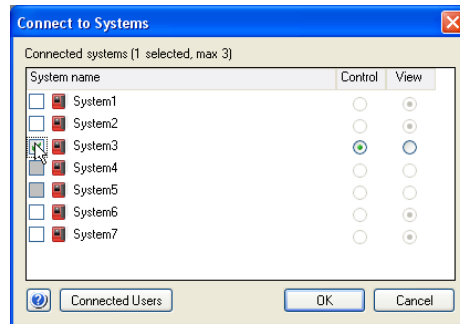 Connect to Systems
Connected systems (1 selected, max 3)
System name Control View
System1
System2
System3
System4
System5
System6
System7
Connected Users OK Cancel